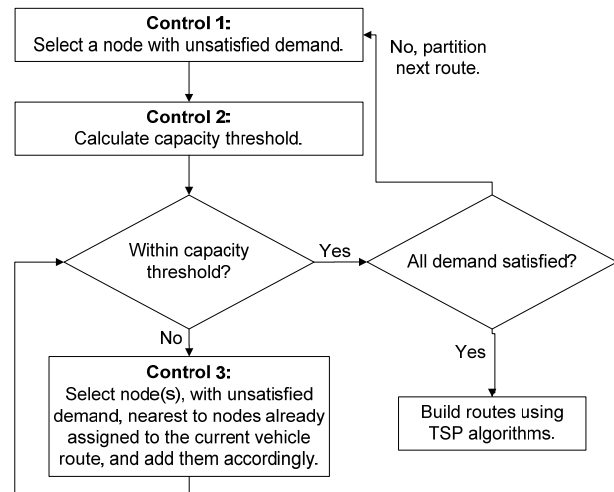 Control 1:
Select a node with unsatisfied demand.
No, partition
next route.
Control 2:
Calculate capacity threshold.
Within capacity
threshold?
Yes
All demand satisfied?
No
Yes
Control 3:
Select node(s), with unsatisfied
demand, nearest to nodes already
assigned to the current vehicle
route, and add them accordingly.
Build routes using
TSP algorithms.